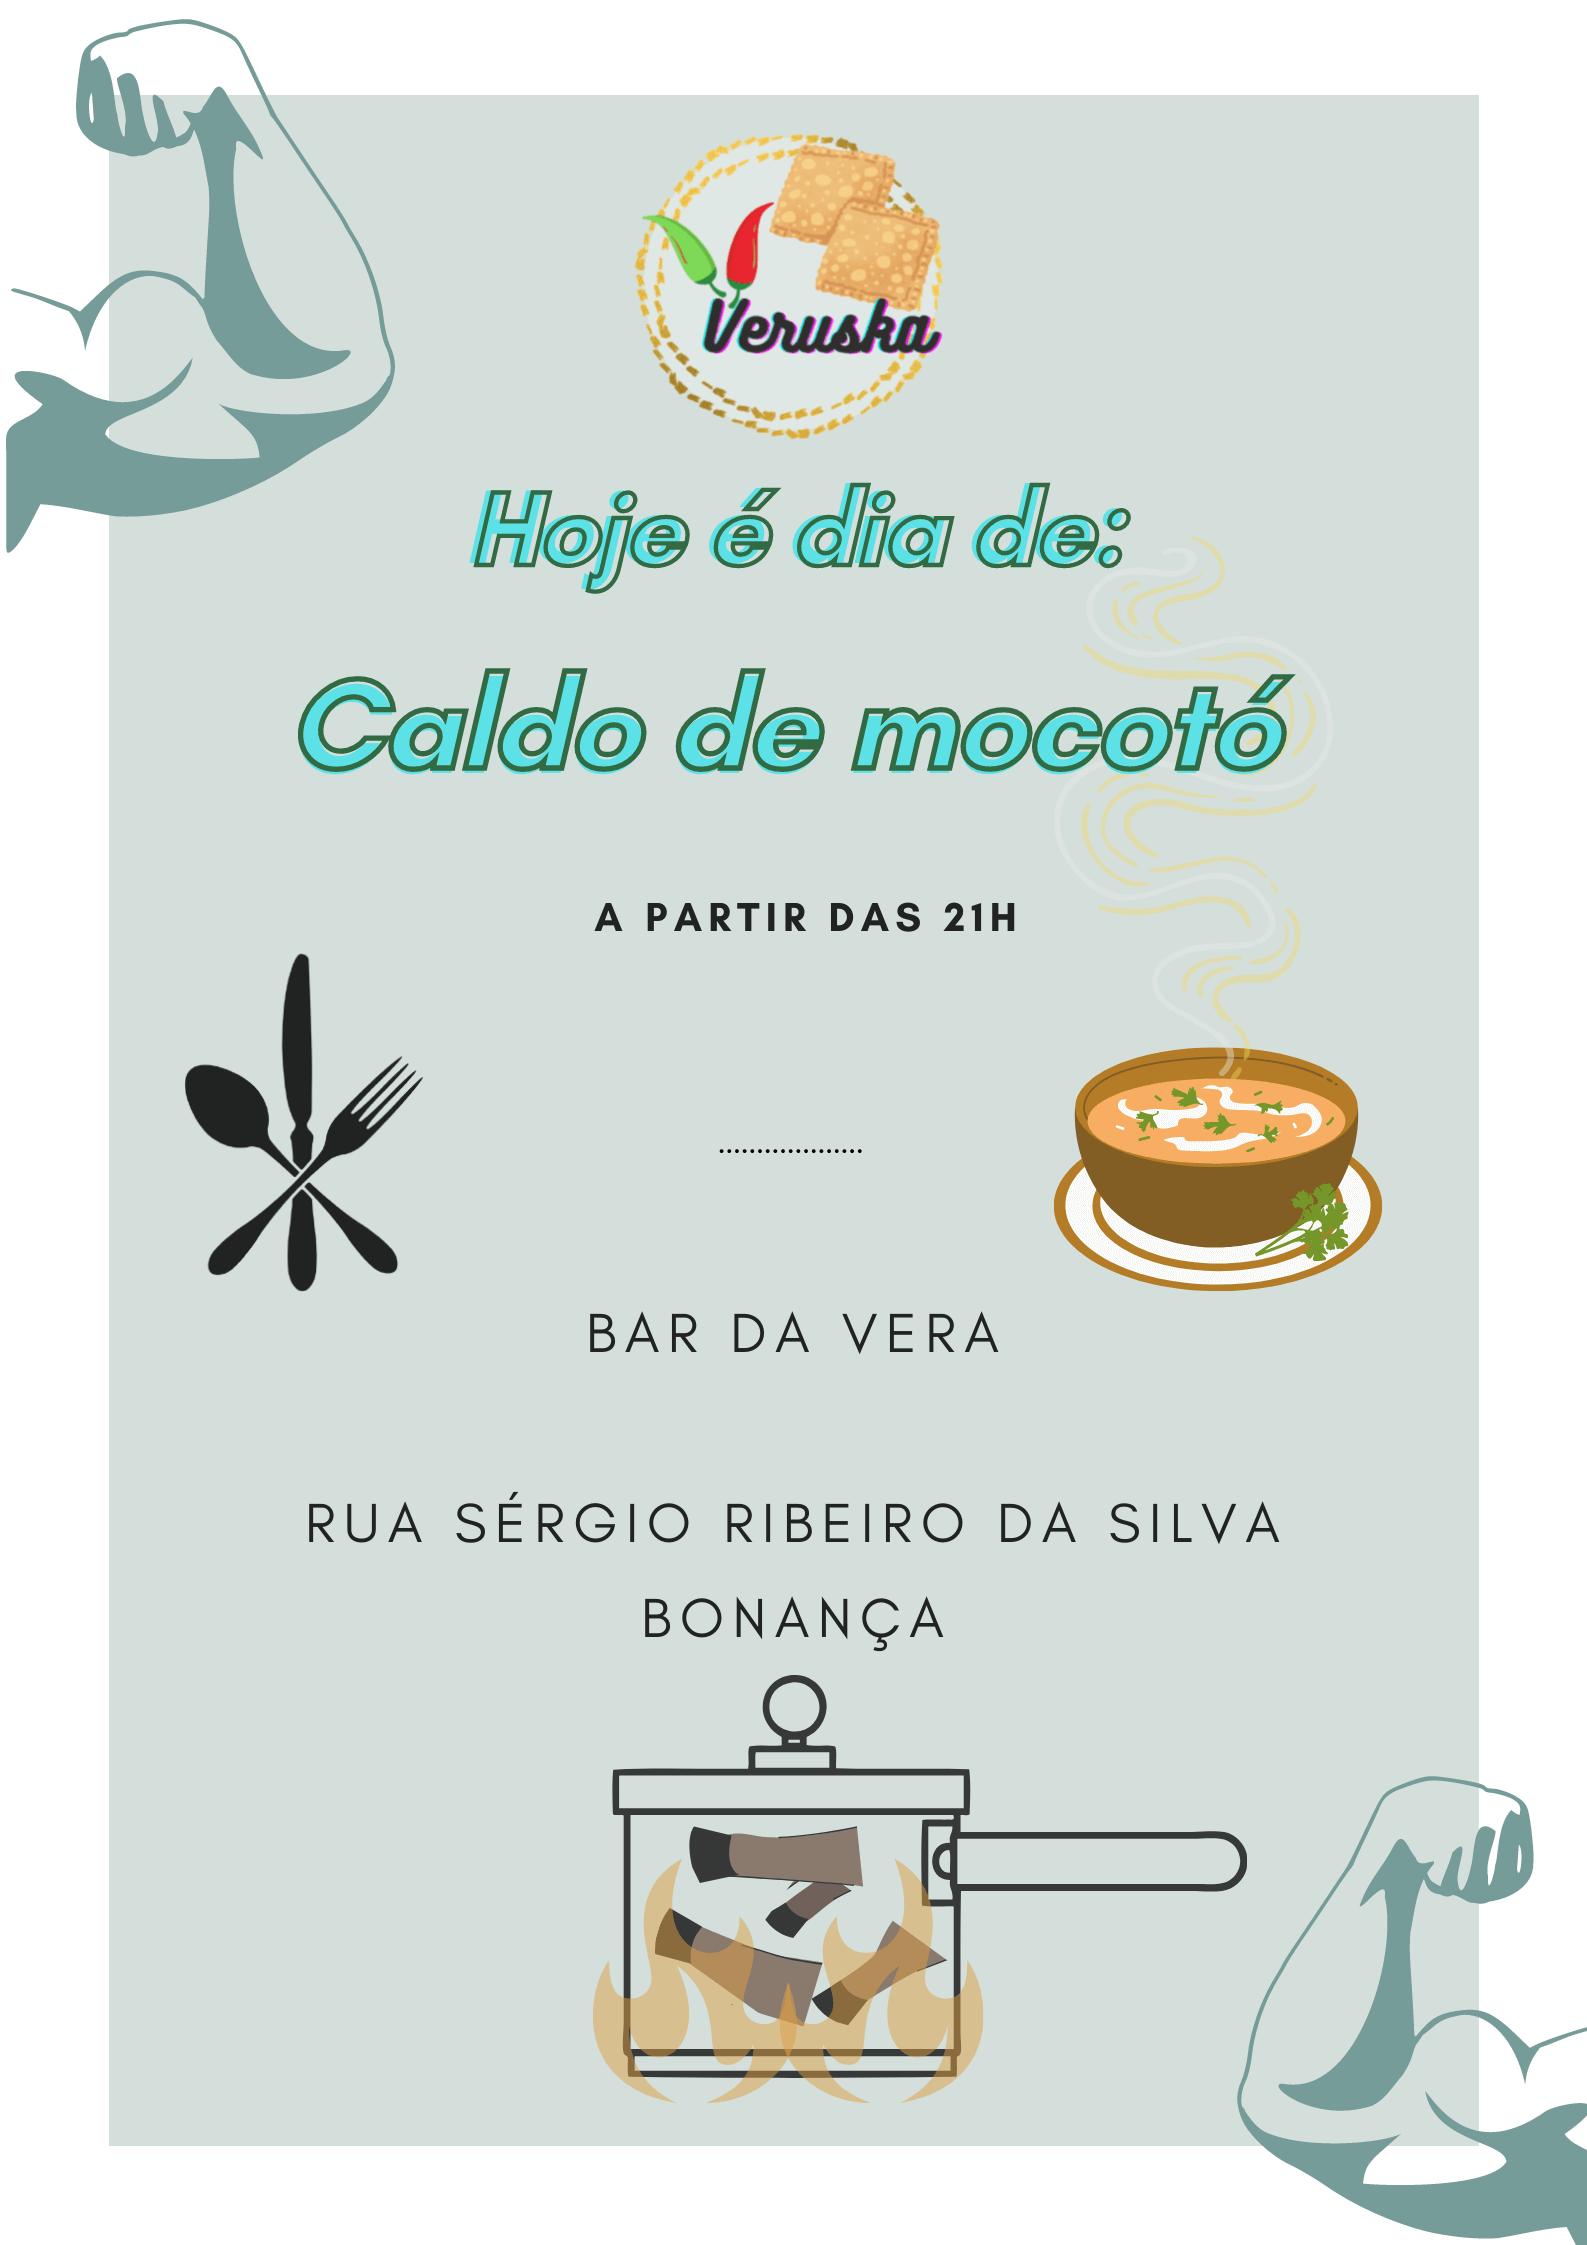 Veruska
Hoje é dia de:
Caldo de mocotó
A PARTIR DAS 21H
...................
BAR DA VERA
RUA SÉRGIO RIBEIRO DA SILVA
BONANÇA